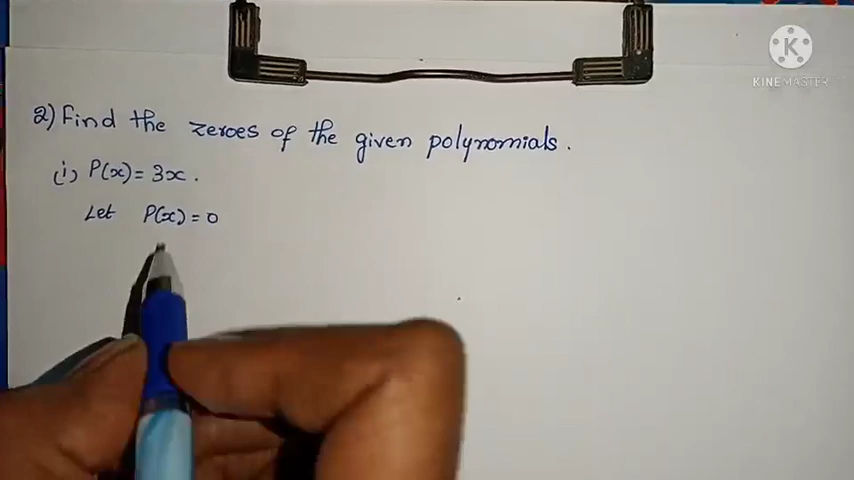 KINEMASTER
2) Find the zeroes of the given polynomials.
(i) P(x) = 3x.
Let P(x) = 0